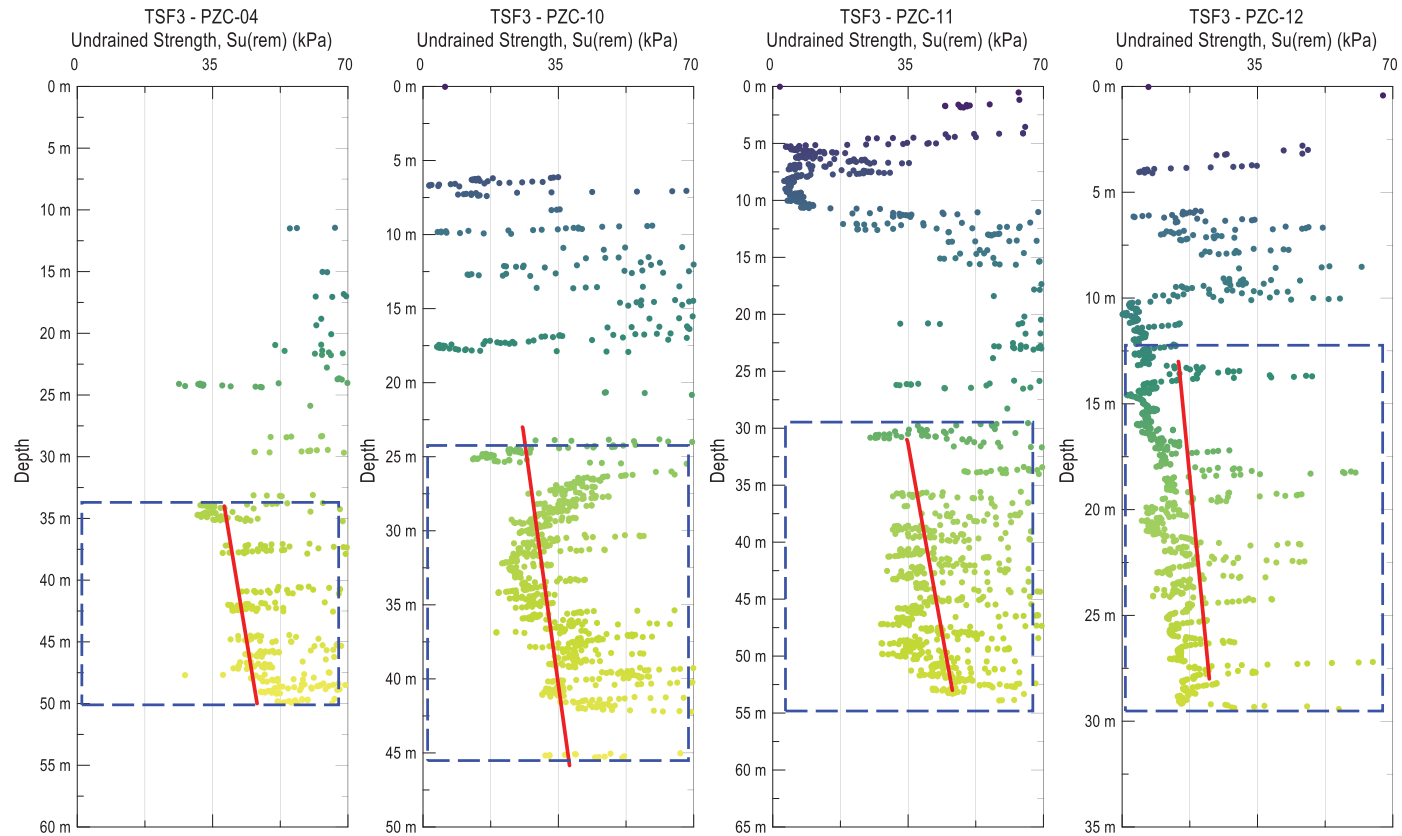 TSF3 - PZC-04
Undrained Strength, Su(rem) (kPa)
0 35 70
0 m
5 m
10 m
15 m
20 m
25 m
30 m
35 m
40 m
45 m
50 m
55 m
60 m
Depth
TSF3 - PZC-10
Undrained Strength, Su(rem) (kPa)
0 35 70
0 m
5 m
10 m
15 m
20 m
25 m
30 m
35 m
40 m
45 m
50 m
Depth
TSF3 - PZC-11
Undrained Strength, Su(rem) (kPa)
0 35 70
0 m
5 m
10 m
15 m
20 m
25 m
30 m
35 m
40 m
45 m
50 m
55 m
60 m
65 m
Depth
TSF3 - PZC-12
Undrained Strength, Su(rem) (kPa)
0 35 70
0 m
5 m
10 m
15 m
20 m
25 m
30 m
35 m
Depth